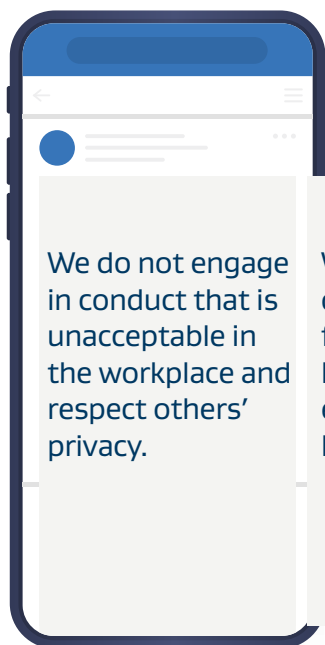 We do not engage
in conduct that is
unacceptable in
the workplace and
respect others’
privacy.